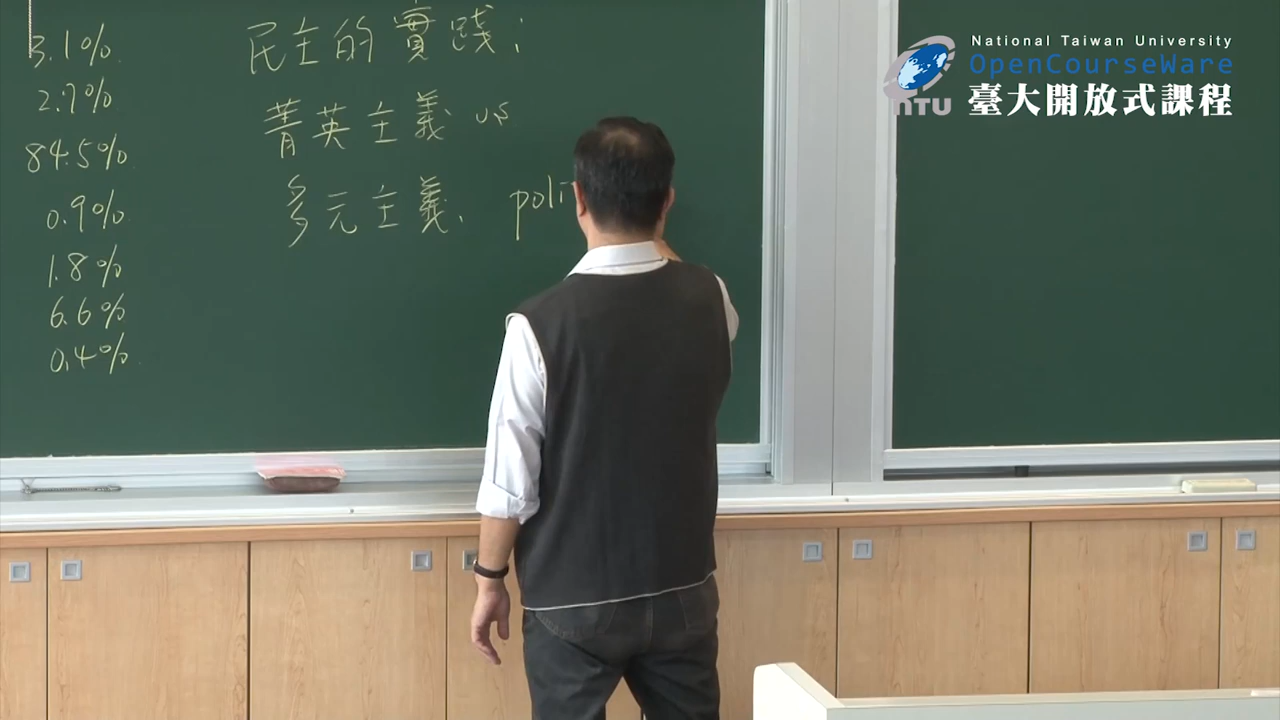 3.1%
2.7%
84.5%
0.9%
1.8%
6.6%
0.4%
民主的實踐；
菁英主義 vs
多元主義. poli
National Taiwan University
OpenCourseWare
臺大開放式課程
NTU